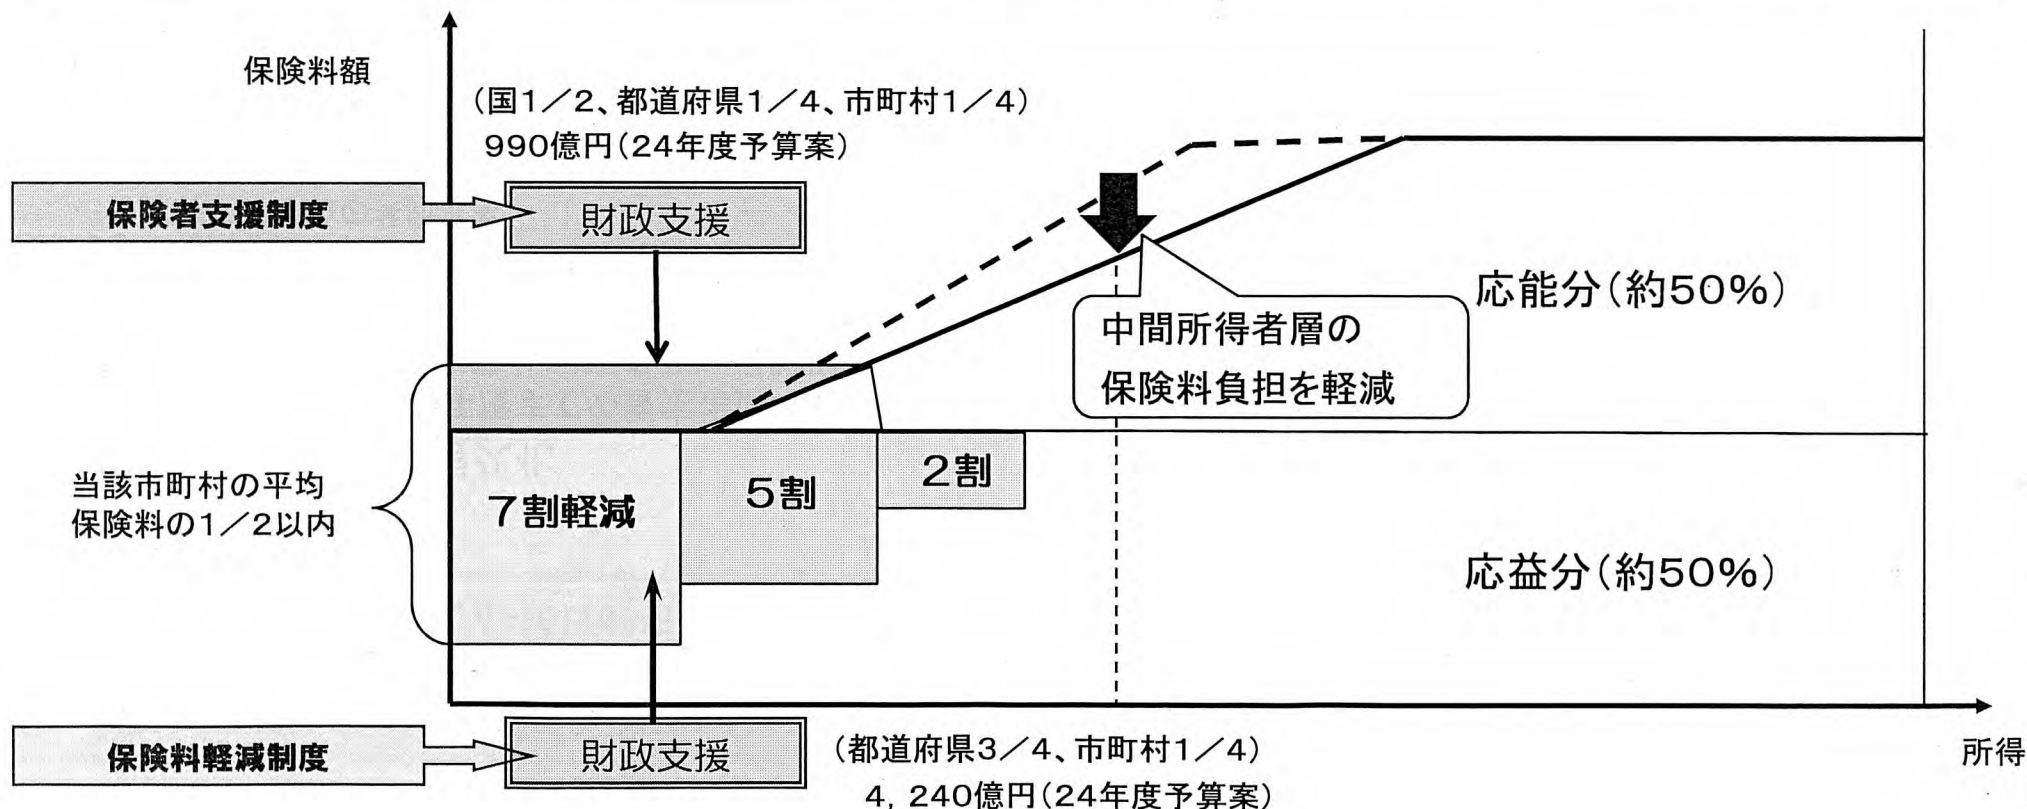 保険料額
(国1/2、都道府県1/4、市町村1/4)
990億円(24年度予算案)
保険者支援制度
財政支援
応能分(約50%)
中間所得者層の
保険料負担を軽減
当該市町村の平均
保険料の1/2以内
7割軽減
5割
2割
応益分(約50%)
保険料軽減制度
財政支援
(都道府県3/4、市町村1/4)
4,240億円(24年度予算案)
所得